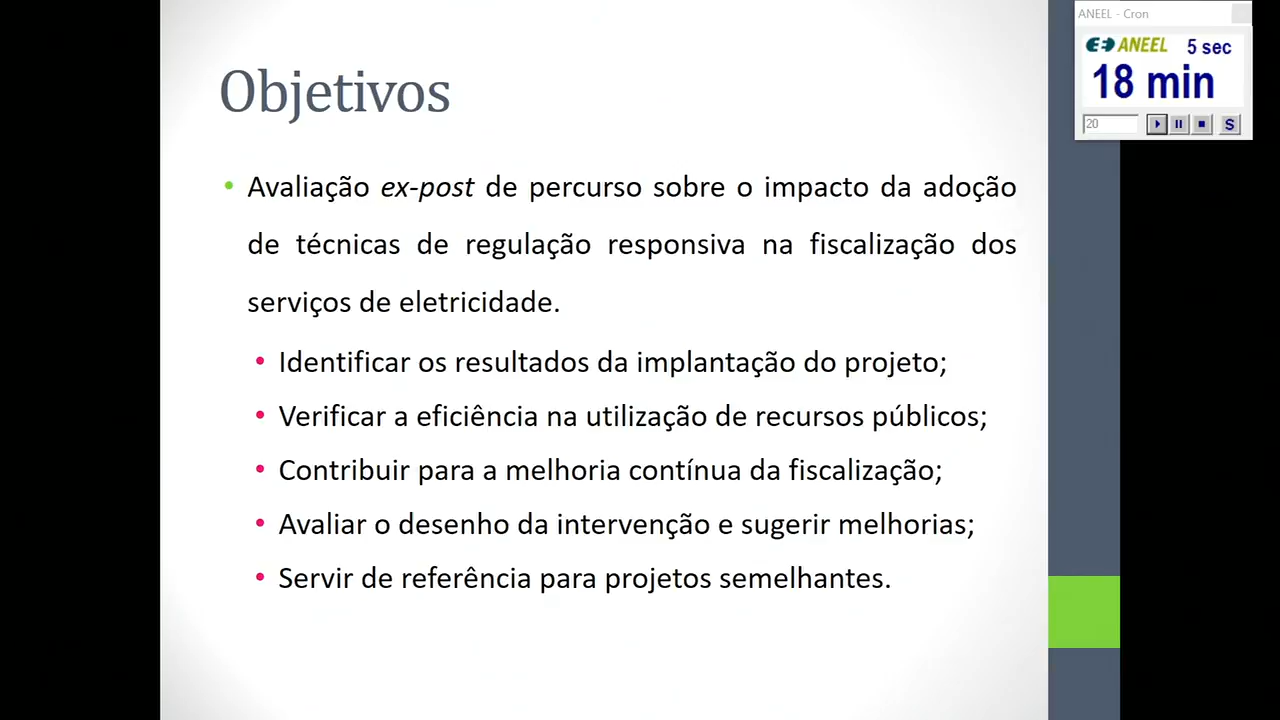 ANEEL - Cron
ANEEL 5 sec
18 min
20
S
Objetivos
• Avaliação ex-post de percurso sobre o impacto da adoção
de técnicas de regulação responsiva na fiscalização dos
serviços de eletricidade.
• Identificar os resultados da implantação do projeto;
• Verificar a eficiência na utilização de recursos públicos;
• Contribuir para a melhoria contínua da fiscalização;
• Avaliar o desenho da intervenção e sugerir melhorias;
• Servir de referência para projetos semelhantes.